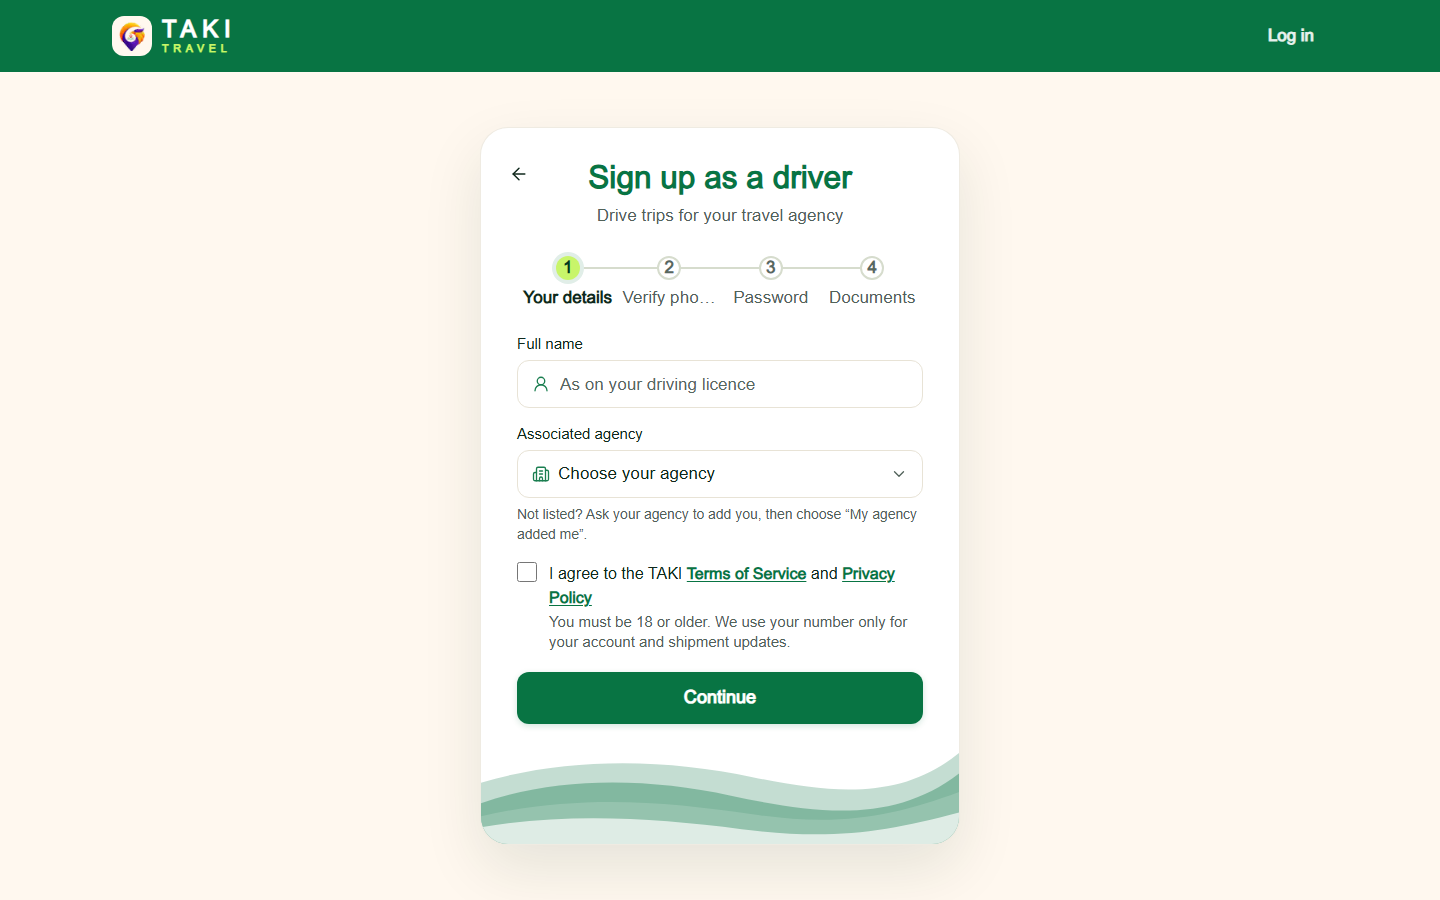 TAKI
TRAVEL
Log in
Sign up as a driver
Drive trips for your travel agency
1 2 3 4
Your details Verify pho... Password Documents
Full name
As on your driving licence
Associated agency
Choose your agency
Not listed? Ask your agency to add you, then choose “My agency
added me”.
I agree to the TAKI Terms of Service and Privacy
Policy
You must be 18 or older. We use your number only for
your account and shipment updates.
Continue